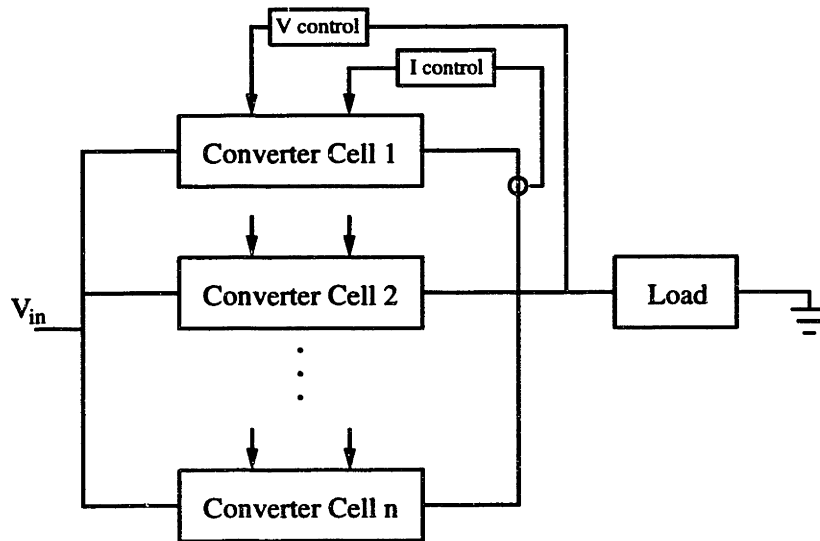 V control
I control
Converter Cell 1
Converter Cell 2
Load
Vin
Converter Cell n